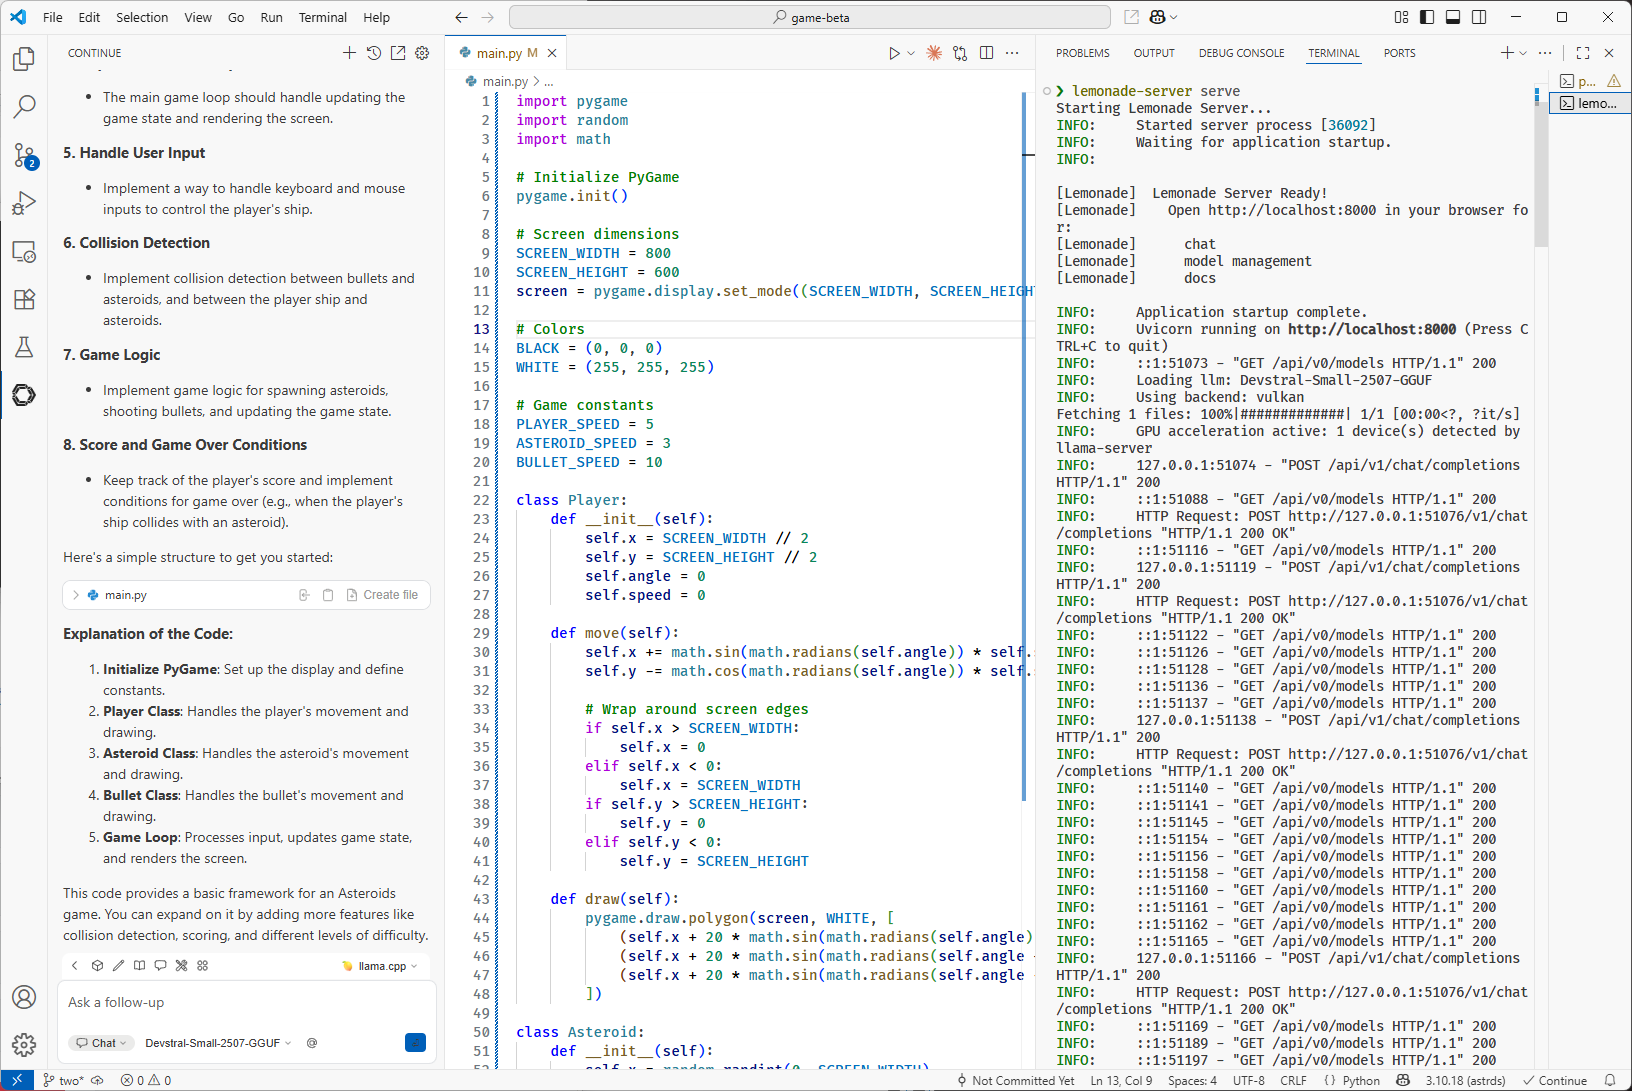 File Edit Selection View Go Run Terminal Help
game-beta
CONTINUE
The main game loop should handle updating the
game state and rendering the screen.
5. Handle User Input
Implement a way to handle keyboard and mouse
inputs to control the player's ship.
6. Collision Detection
Implement collision detection between bullets and
asteroids, and between the player ship and
asteroids.
7. Game Logic
Implement game logic for spawning asteroids,
shooting bullets, and updating the game state.
8. Score and Game Over Conditions
Keep track of the player's score and implement
conditions for game over (e.g., when the player's
ship collides with an asteroid).
Here's a simple structure to get you started:
main.py Create file
Explanation of the Code:
1. Initialize PyGame: Set up the display and define
constants.
2. Player Class: Handles the player's movement and
drawing.
3. Asteroid Class: Handles the asteroid's movement
and drawing.
4. Bullet Class: Handles the bullet's movement and
drawing.
5. Game Loop: Processes input, updates game state,
and renders the screen.
This code provides a basic framework for an Asteroids
game. You can expand on it by adding more features like
collision detection, scoring, and different levels of difficulty.
llama.cpp
Ask a follow-up
Chat Devstral-Small-2507-GGUF @
2
main.py M
main.py > ...
1 import pygame
2 import random
3 import math
4
5 # Initialize PyGame
6 pygame.init()
7
8 # Screen dimensions
9 SCREEN_WIDTH = 800
10 SCREEN_HEIGHT = 600
11 screen = pygame.display.set_mode((SCREEN_WIDTH, SCREEN_HEIGH
12
13 # Colors
14 BLACK = (0, 0, 0)
15 WHITE = (255, 255, 255)
16
17 # Game constants
18 PLAYER_SPEED = 5
19 ASTEROID_SPEED = 3
20 BULLET_SPEED = 10
21
22 class Player:
23 def __init__(self):
24 self.x = SCREEN_WIDTH // 2
25 self.y = SCREEN_HEIGHT // 2
26 self.angle = 0
27 self.speed = 0
28
29 def move(self):
30 self.x += math.sin(math.radians(self.angle)) * self.
31 self.y -= math.cos(math.radians(self.angle)) * self.
32
33 # Wrap around screen edges
34 if self.x > SCREEN_WIDTH:
35 self.x = 0
36 elif self.x < 0:
37 self.x = SCREEN_WIDTH
38 if self.y > SCREEN_HEIGHT:
39 self.y = 0
40 elif self.y < 0:
41 self.y = SCREEN_HEIGHT
42
43 def draw(self):
44 pygame.draw.polygon(screen, WHITE, [
45 (self.x + 20 * math.sin(math.radians(self.angle)
46 (self.x + 20 * math.sin(math.radians(self.angle
47 (self.x + 20 * math.sin(math.radians(self.angle
48 ])
49
50 class Asteroid:
51 def __init__(self):
PROBLEMS OUTPUT DEBUG CONSOLE TERMINAL PORTS
p...
lemo...
❯ lemonade-server serve
Starting Lemonade Server...
INFO: Started server process [36092]
INFO: Waiting for application startup.
INFO:
[Lemonade] Lemonade Server Ready!
[Lemonade] Open http://localhost:8000 in your browser fo
r:
[Lemonade] chat
[Lemonade] model management
[Lemonade] docs
INFO: Application startup complete.
INFO: Uvicorn running on http://localhost:8000 (Press C
TRL+C to quit)
INFO: ::1:51073 - "GET /api/v0/models HTTP/1.1" 200
INFO: Loading llm: Devstral-Small-2507-GGUF
INFO: Using backend: vulkan
Fetching 1 files: 100%|#############| 1/1 [00:00<?, ?it/s]
INFO: GPU acceleration active: 1 device(s) detected by
llama-server
INFO: 127.0.0.1:51074 - "POST /api/v1/chat/completions
HTTP/1.1" 200
INFO: ::1:51088 - "GET /api/v0/models HTTP/1.1" 200
INFO: HTTP Request: POST http://127.0.0.1:51076/v1/chat
/completions "HTTP/1.1 200 OK"
INFO: ::1:51116 - "GET /api/v0/models HTTP/1.1" 200
INFO: 127.0.0.1:51119 - "POST /api/v1/chat/completions
HTTP/1.1" 200
INFO: HTTP Request: POST http://127.0.0.1:51076/v1/chat
/completions "HTTP/1.1 200 OK"
INFO: ::1:51122 - "GET /api/v0/models HTTP/1.1" 200
INFO: ::1:51126 - "GET /api/v0/models HTTP/1.1" 200
INFO: ::1:51128 - "GET /api/v0/models HTTP/1.1" 200
INFO: ::1:51136 - "GET /api/v0/models HTTP/1.1" 200
INFO: ::1:51137 - "GET /api/v0/models HTTP/1.1" 200
INFO: 127.0.0.1:51138 - "POST /api/v1/chat/completions
HTTP/1.1" 200
INFO: HTTP Request: POST http://127.0.0.1:51076/v1/chat
/completions "HTTP/1.1 200 OK"
INFO: ::1:51140 - "GET /api/v0/models HTTP/1.1" 200
INFO: ::1:51141 - "GET /api/v0/models HTTP/1.1" 200
INFO: ::1:51145 - "GET /api/v0/models HTTP/1.1" 200
INFO: ::1:51154 - "GET /api/v0/models HTTP/1.1" 200
INFO: ::1:51156 - "GET /api/v0/models HTTP/1.1" 200
INFO: ::1:51158 - "GET /api/v0/models HTTP/1.1" 200
INFO: ::1:51160 - "GET /api/v0/models HTTP/1.1" 200
INFO: ::1:51161 - "GET /api/v0/models HTTP/1.1" 200
INFO: ::1:51162 - "GET /api/v0/models HTTP/1.1" 200
INFO: ::1:51165 - "GET /api/v0/models HTTP/1.1" 200
INFO: 127.0.0.1:51166 - "POST /api/v1/chat/completions
HTTP/1.1" 200
INFO: HTTP Request: POST http://127.0.0.1:51076/v1/chat
/completions "HTTP/1.1 200 OK"
INFO: ::1:51169 - "GET /api/v0/models HTTP/1.1" 200
INFO: ::1:51189 - "GET /api/v0/models HTTP/1.1" 200
INFO: ::1:51197 - "GET /api/v0/models HTTP/1.1" 200
two* 0 0 Not Committed Yet Ln 13, Col 9 Spaces: 4 UTF-8 CRLF {} Python 3.10.18 (astrds) Continue